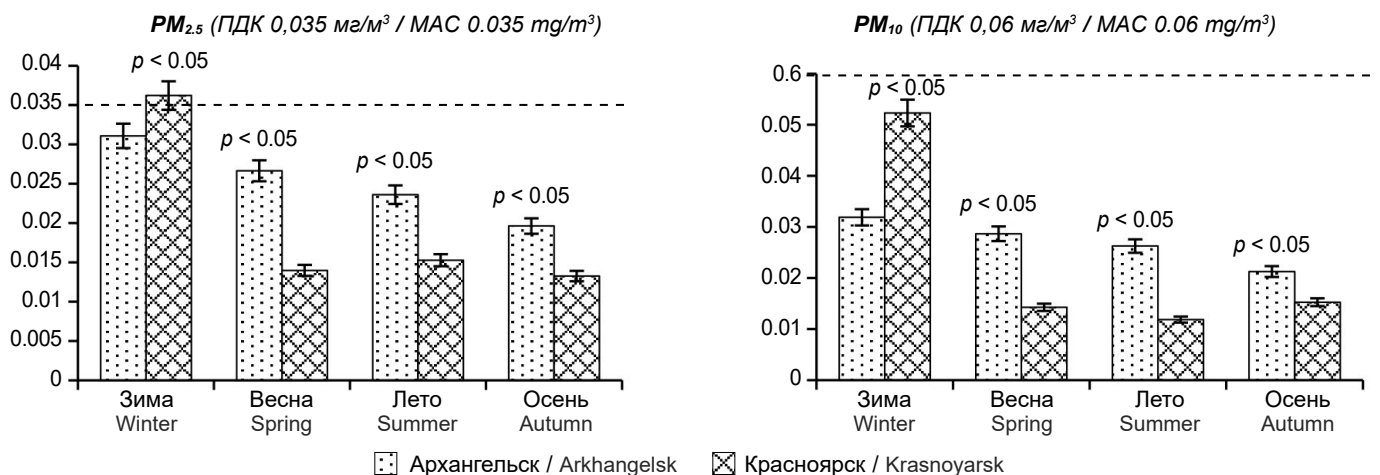 PM2.5 (ПДК 0,035 мг/м³ / MAC 0.035 mg/m³)
0.04
0.035
0.03
0.025
0.02
0.015
0.01
0.005
0
p < 0.05
p < 0.05
p < 0.05
p < 0.05
Зима
Winter
Весна
Spring
Лето
Summer
Осень
Autumn
PM10 (ПДК 0,06 мг/м³ / MAC 0.06 mg/m³)
0.6
0.05
0.04
0.03
0.02
0.01
0
p < 0.05
p < 0.05
p < 0.05
p < 0.05
Зима
Winter
Весна
Spring
Лето
Summer
Осень
Autumn
Архангельск / Arkhangelsk
Красноярск / Krasnoyarsk